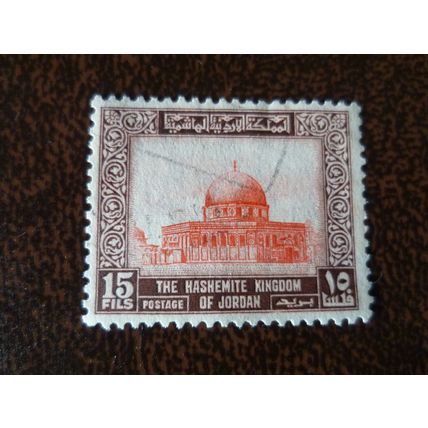 المملكة الاردنية الهاشمية
15 THE HASHEMITE KINGDOM ١٥
FILS POSTAGE OF JORDAN بريد فلسا